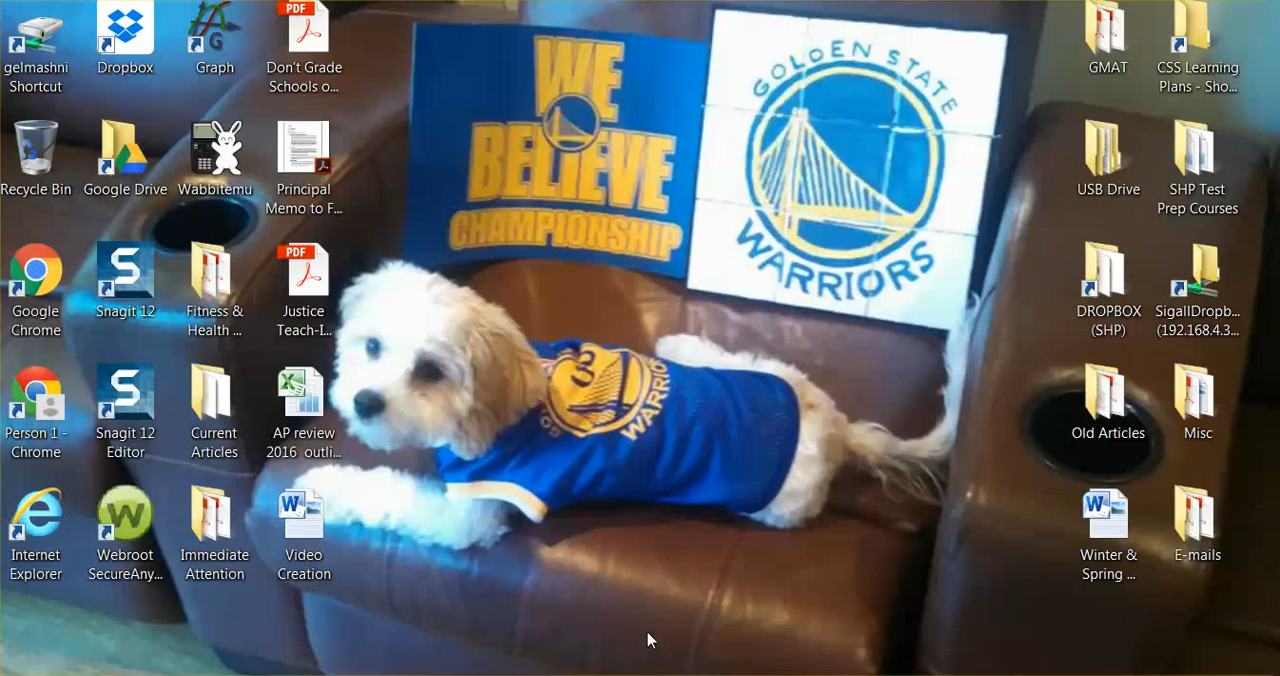 gelmashni
Shortcut
Dropbox
Graph
PDF
Don't Grade
Schools o...
Recycle Bin
Google Drive
Wabbitemu
Principal
Memo to F...
Google
Chrome
Snagit 12
Fitness &
Health ...
PDF
Justice
Teach-I...
Person 1 -
Chrome
Snagit 12
Editor
Current
Articles
AP review
2016 outli...
Internet
Explorer
Webroot
SecureAny...
Immediate
Attention
Video
Creation
WE
BELIEVE
CHAMPIONSHIP
GOLDEN STATE
WARRIORS
WARRIO
GMAT
CSS Learning
Plans - Sho...
USB Drive
SHP Test
Prep Courses
DROPBOX
(SHP)
SigallDropb...
(192.168.4.3...
Old Articles
Misc
Winter &
Spring ...
E-mails